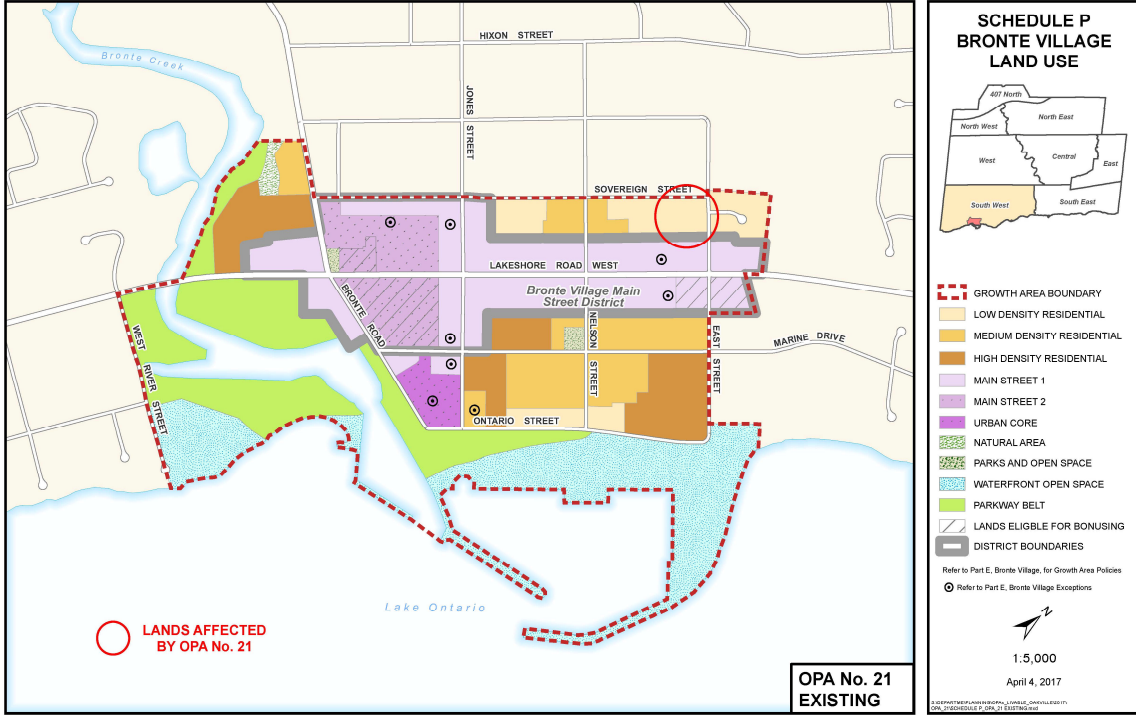 HIXON STREET
Bronte Creek
JONES
STREET
SOVEREIGN STREET
LAKESHORE ROAD WEST
Bronte Village Main
Street District
BRONTE ROAD
NELSON
STREET
EAST
STREET
MARINE DRIVE
WEST
RIVER
STREET
ONTARIO STREET
Lake Ontario
LANDS AFFECTED
BY OPA No. 21
OPA No. 21
EXISTING
SCHEDULE P
BRONTE VILLAGE
LAND USE
407 North
North West
North East
West
Central
East
South West
South East
GROWTH AREA BOUNDARY
LOW DENSITY RESIDENTIAL
MEDIUM DENSITY RESIDENTIAL
HIGH DENSITY RESIDENTIAL
MAIN STREET 1
MAIN STREET 2
URBAN CORE
NATURAL AREA
PARKS AND OPEN SPACE
WATERFRONT OPEN SPACE
PARKWAY BELT
LANDS ELIGBLE FOR BONUSING
DISTRICT BOUNDARIES
Refer to Part E, Bronte Village, for Growth Area Policies
Refer to Part E, Bronte Village Exceptions
N
1:5,000
April 4, 2017
OPA_21\SCHEDULE P_OPA_21 EXISTING.mxd